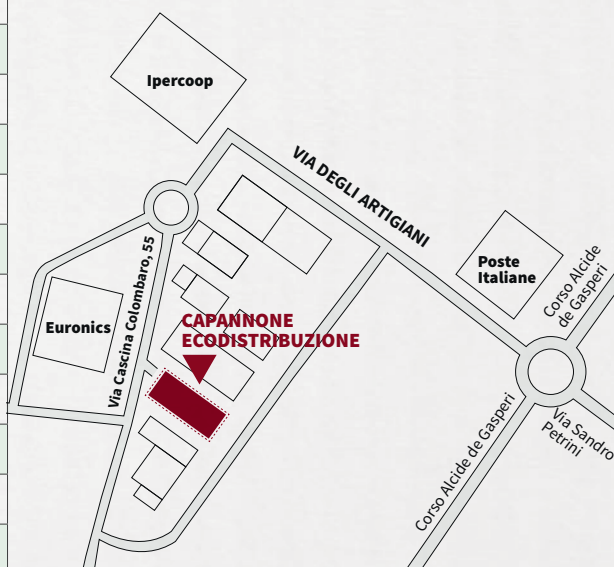 Ipercoop
VIA DEGLI ARTIGIANI
Poste
Italiane
Corso Alcide
de Gasperi
Via Cascina Colombaro, 55
Euronics
CAPANNONE
ECODISTRIBUZIONE
Corso Alcide de Gasperi
Via Sandro
Petrini